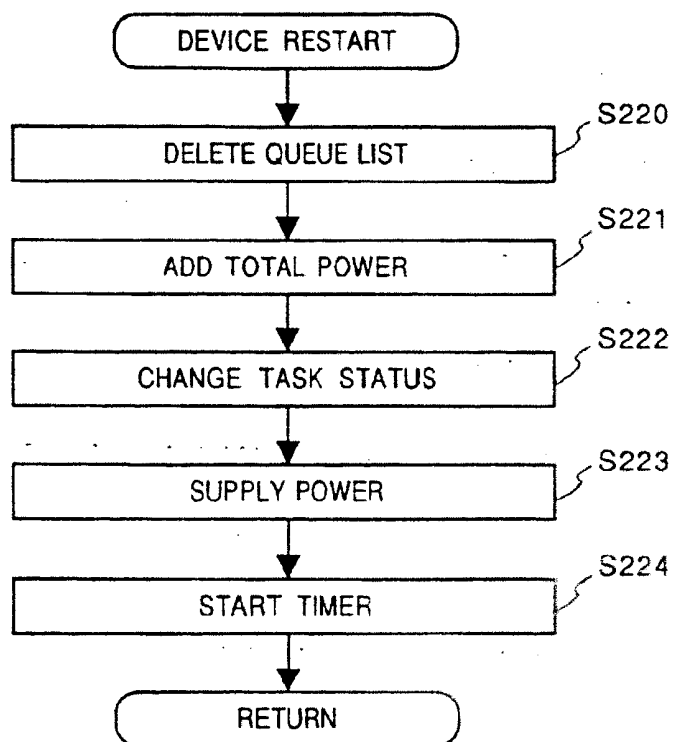 DEVICE RESTART
S220
DELETE QUEUE LIST
S221
ADD TOTAL POWER
S222
CHANGE TASK STATUS
S223
SUPPLY POWER
S224
START TIMER
RETURN